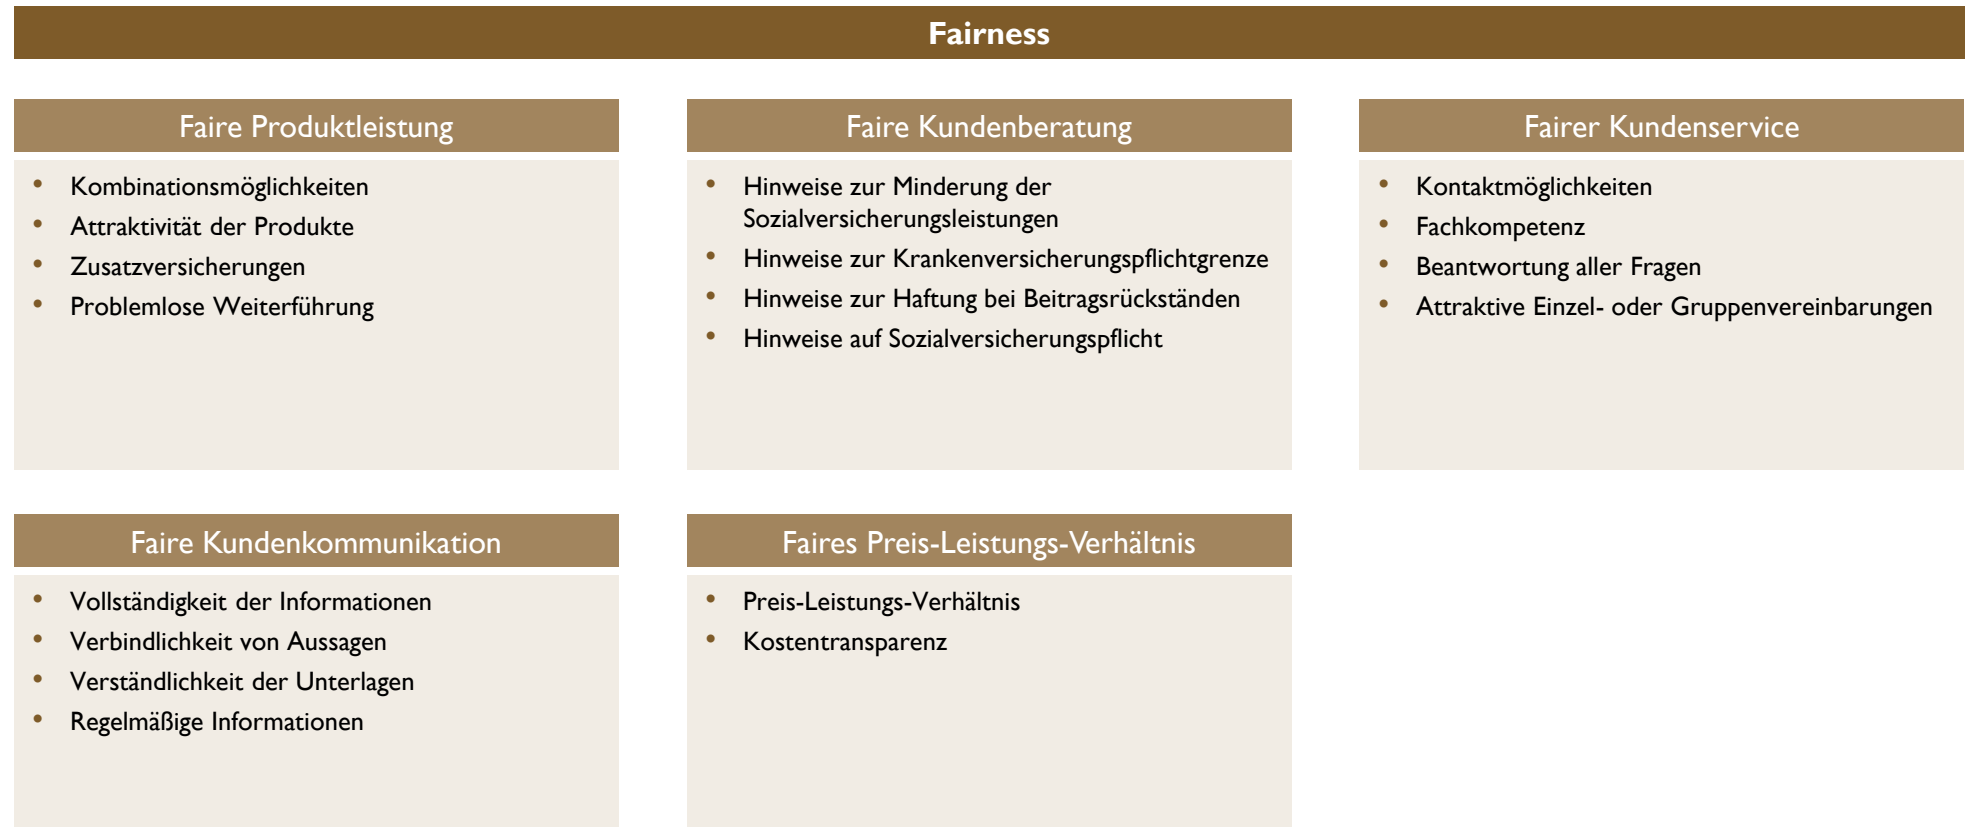 Fairness
Faire Produktleistung
• Kombinationsmöglichkeiten
• Attraktivität der Produkte
• Zusatzversicherungen
• Problemlose Weiterführung
Faire Kundenberatung
• Hinweise zur Minderung der
Sozialversicherungsleistungen
• Hinweise zur Krankenversicherungspflichtgrenze
• Hinweise zur Haftung bei Beitragsrückständen
• Hinweise auf Sozialversicherungspflicht
Fairer Kundenservice
• Kontaktmöglichkeiten
• Fachkompetenz
• Beantwortung aller Fragen
• Attraktive Einzel- oder Gruppenvereinbarungen
Faire Kundenkommunikation
• Vollständigkeit der Informationen
• Verbindlichkeit von Aussagen
• Verständlichkeit der Unterlagen
• Regelmäßige Informationen
Faires Preis-Leistungs-Verhältnis
• Preis-Leistungs-Verhältnis
• Kostentransparenz